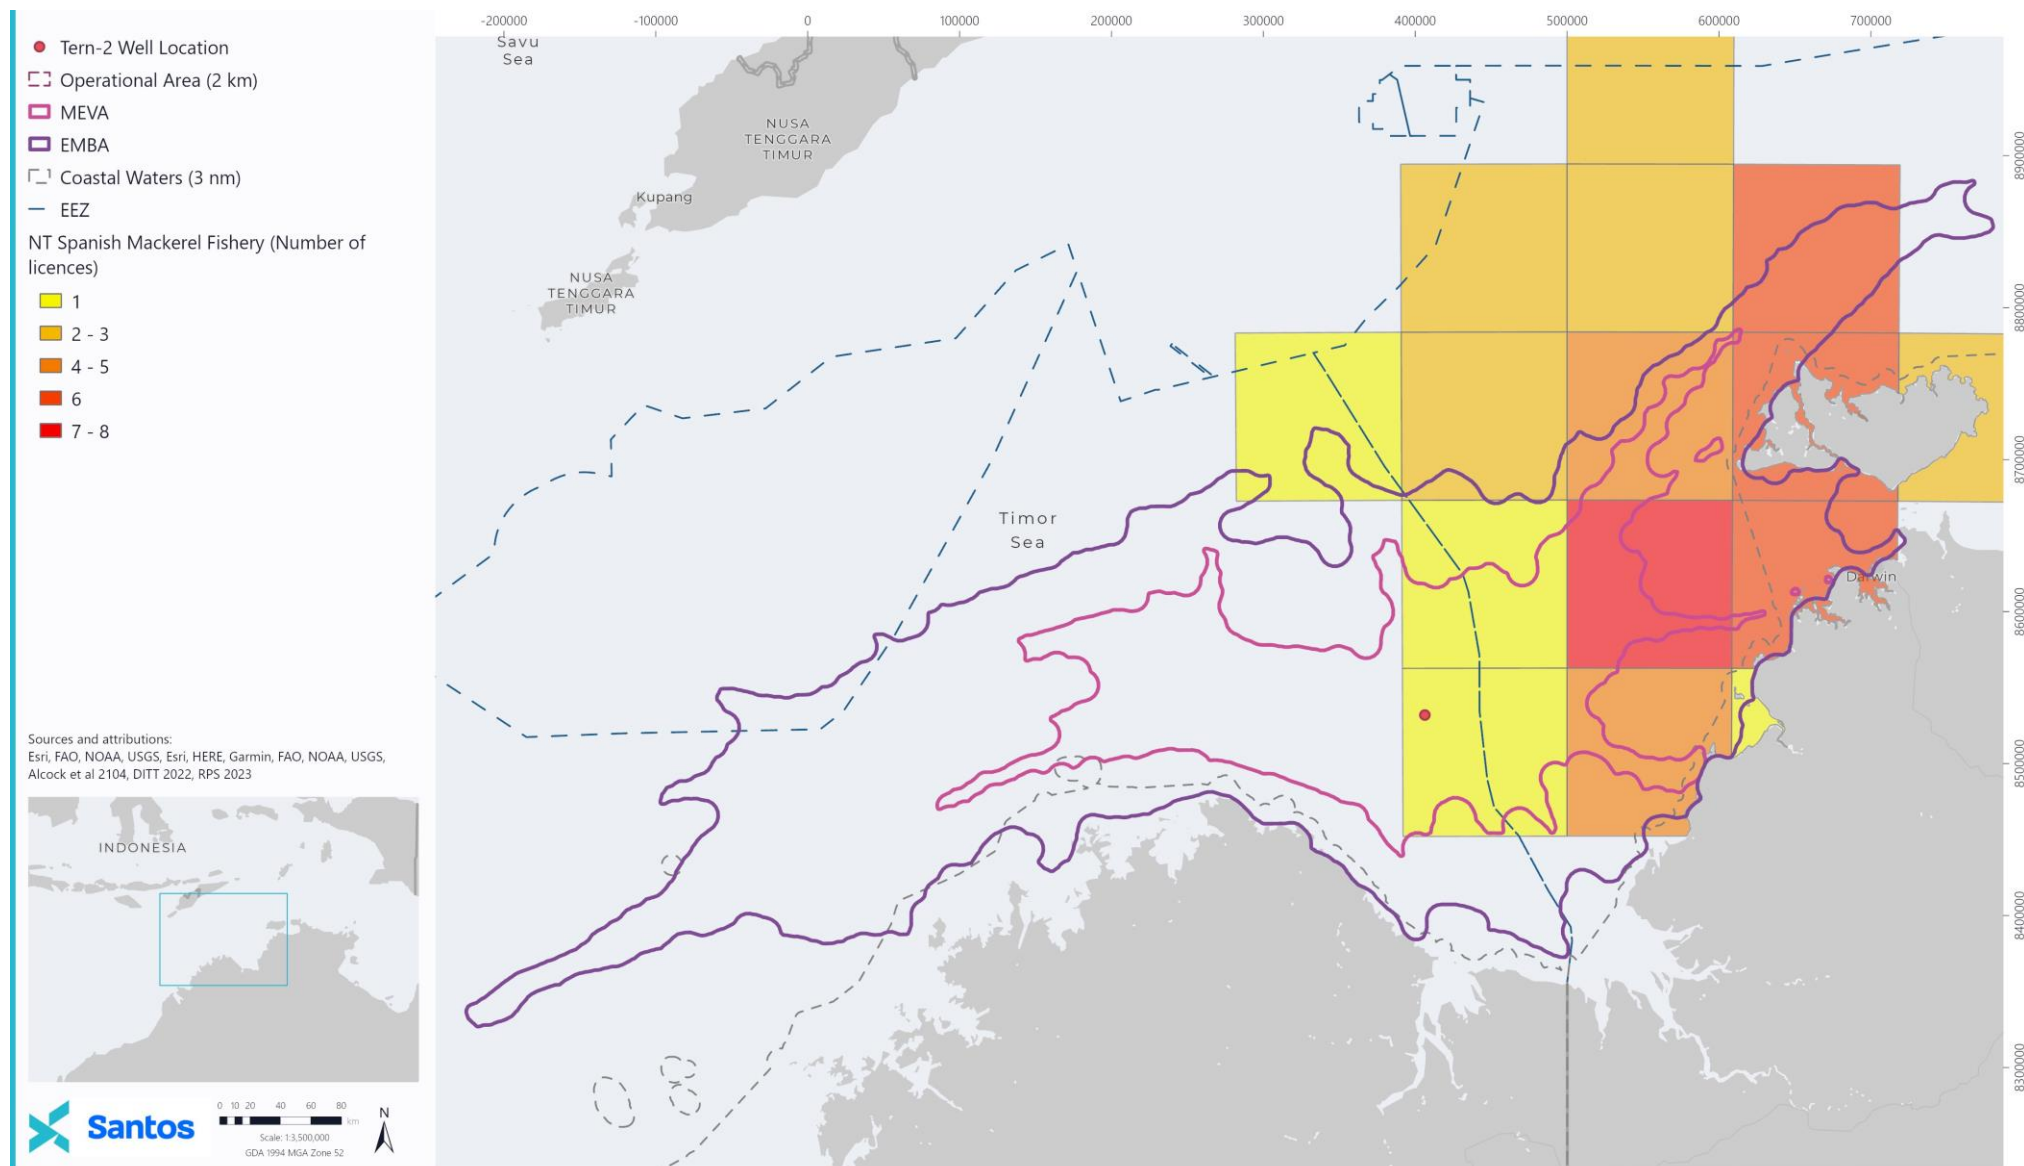 -200000 -100000 0 100000 200000 300000 400000 500000 600000 700000
Tern-2 Well Location
Operational Area (2 km)
MEVA
EMBA
Coastal Waters (3 nm)
EEZ
NT Spanish Mackerel Fishery (Number of
licences)
1
2 - 3
4 - 5
6
7 - 8
Savu
Sea
NUSA
TENGGARA
TIMUR
Kupang
NUSA
TENGGARA
TIMUR
Timor
Sea
Darwin
8900000
8800000
8700000
8600000
8500000
8400000
8300000
Sources and attributions:
Esri, FAO, NOAA, USGS, Esri, HERE, Garmin, FAO, NOAA, USGS,
Alcock et al 2104, DITT 2022, RPS 2023
INDONESIA
Santos
0 10 20 40 60 80
km
Scale: 1:3,500,000
GDA 1994 MGA Zone 52
N